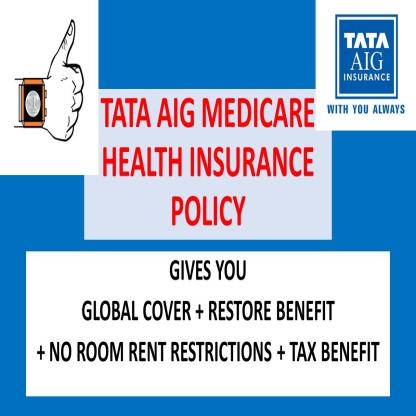 TATA
AIG
INSURANCE
WITH YOU ALWAYS
TATA AIG MEDICARE
HEALTH INSURANCE
POLICY
GIVES YOU
GLOBAL COVER + RESTORE BENEFIT
+ NO ROOM RENT RESTRICTIONS + TAX BENEFIT